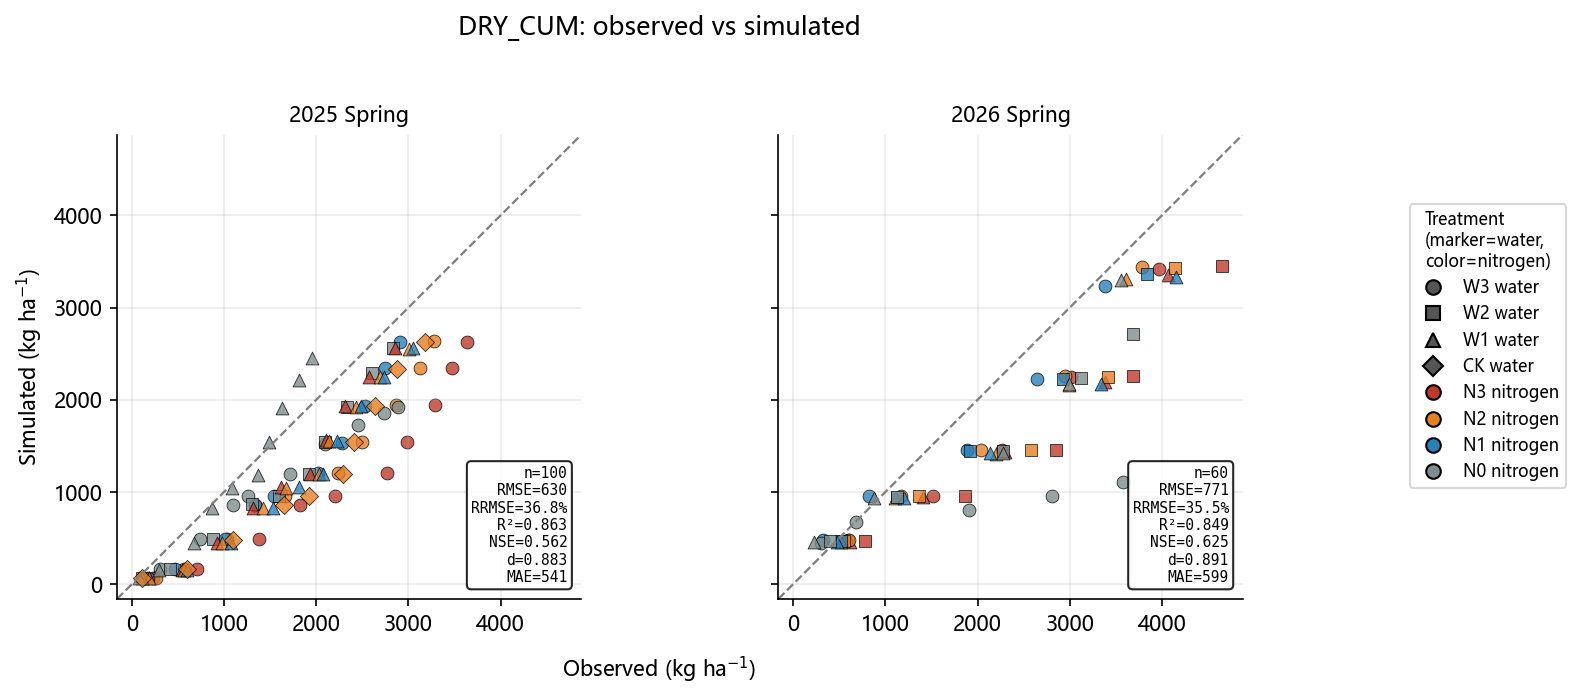 DRY_CUM: observed vs simulated
2025 Spring
2026 Spring
Simulated (kg ha⁻¹)
4000
3000
2000
1000
0
0 1000 2000 3000 4000
0 1000 2000 3000 4000
Observed (kg ha⁻¹)
n=100
RMSE=630
RRMSE=36.8%
R²=0.863
NSE=0.562
d=0.883
MAE=541
n=60
RMSE=771
RRMSE=35.5%
R²=0.849
NSE=0.625
d=0.891
MAE=599
Treatment
(marker=water,
color=nitrogen)
W3 water
W2 water
W1 water
CK water
N3 nitrogen
N2 nitrogen
N1 nitrogen
N0 nitrogen